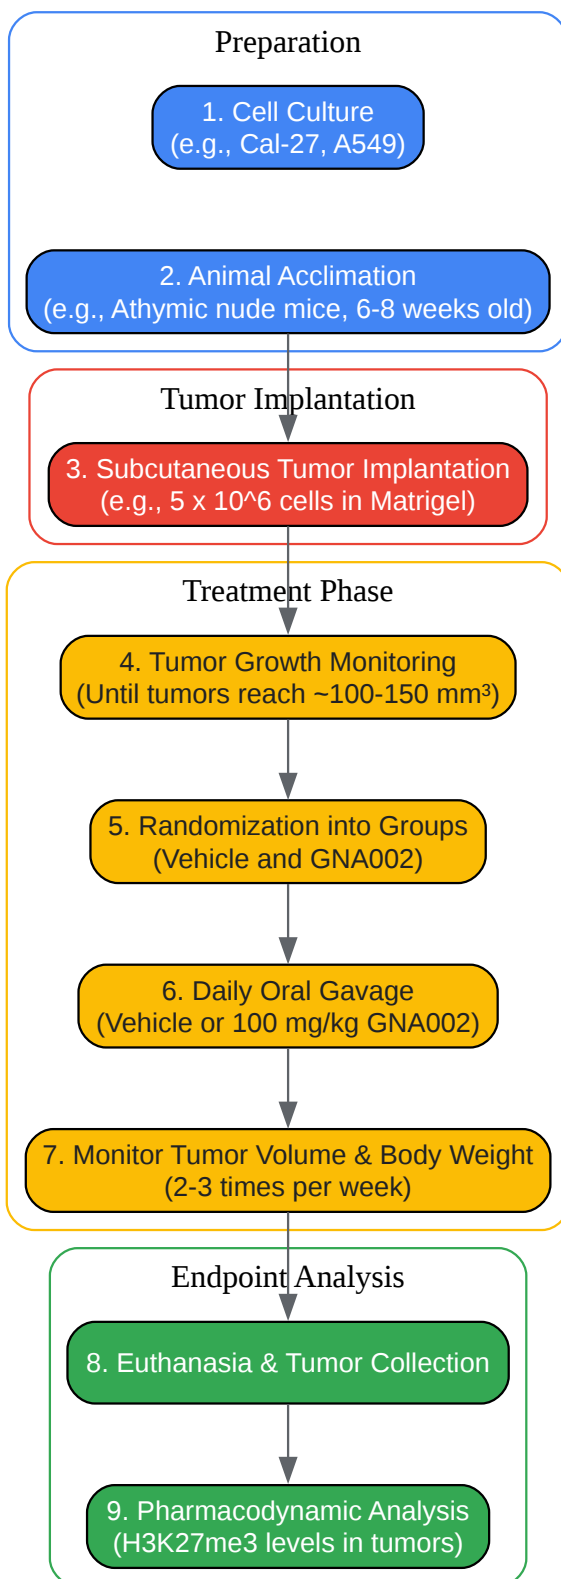 Preparation
1. Cell Culture
(e.g., Cal-27, A549)
2. Animal Acclimation
(e.g., Athymic nude mice, 6-8 weeks old)
Tumor Implantation
3. Subcutaneous Tumor Implantation
(e.g., 5 x 10^6 cells in Matrigel)
Treatment Phase
4. Tumor Growth Monitoring
(Until tumors reach ~100-150 mm³)
5. Randomization into Groups
(Vehicle and GNA002)
6. Daily Oral Gavage
(Vehicle or 100 mg/kg GNA002)
7. Monitor Tumor Volume & Body Weight
(2-3 times per week)
Endpoint Analysis
8. Euthanasia & Tumor Collection
9. Pharmacodynamic Analysis
(H3K27me3 levels in tumors)